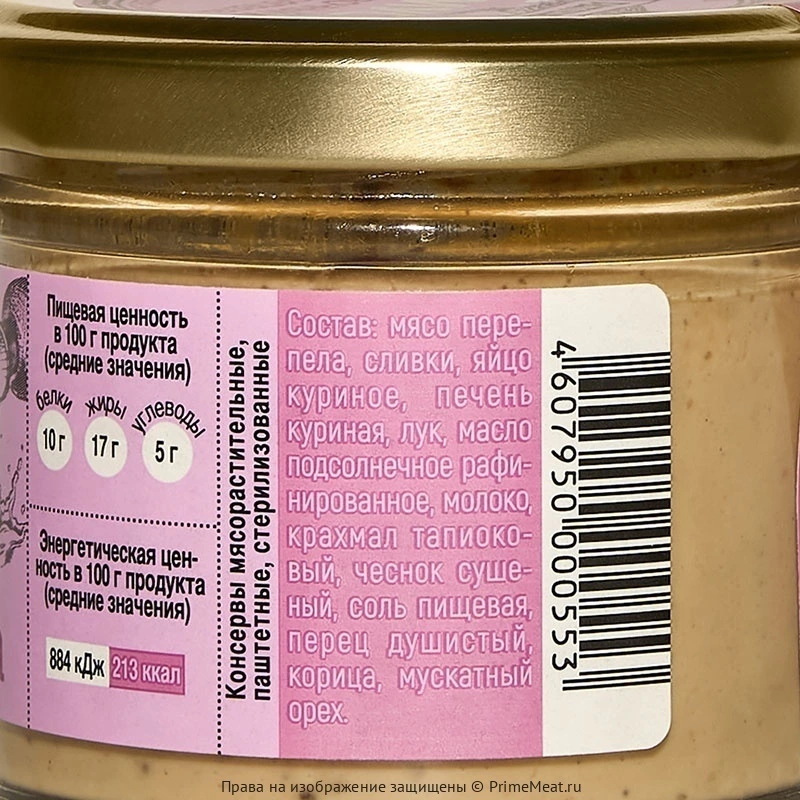 Пищевая ценность
в 100 г продукта
(средние значения)
белки жиры углеводы
10 г 17 г 5 г
Энергетическая цен-
ность в 100 г продукта
(средние значения)
884 кДж 213 ккал
Консервы мясорастительные,
паштетные, стерилизованные
Состав: мясо пере-
пела, сливки, яйцо
куриное, печень
куриная, лук, масло
подсолнечное рафи-
нированное, молоко,
крахмал тапиоко-
вый, чеснок суше-
ный, соль пищевая,
перец душистый,
корица, мускатный
орех.
4607950000553
Права на изображение защищены © PrimeMeat.ru